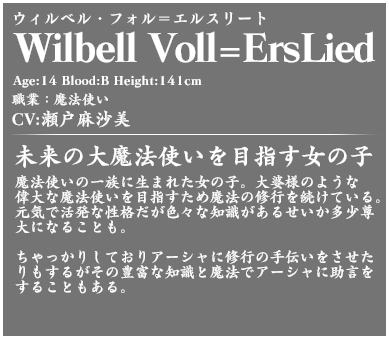 ウィルベル・フォル＝エルスリート
Wilbell Voll=ErsLied
Age:14 Blood:B Height:141cm
職業：魔法使い
CV:瀬戸麻沙美
未来の大魔法使いを目指す女の子
魔法使いの一族に生まれた女の子。大婆様のような
偉大な魔法使いを目指すため魔法の修行を続けている。
元気で活発な性格だが色々な知識があるせいか多少尊
大になることも。
ちゃっかりしておりアーシャに修行の手伝いをさせた
りもするがその豊富な知識と魔法でアーシャに助言を
することもある。